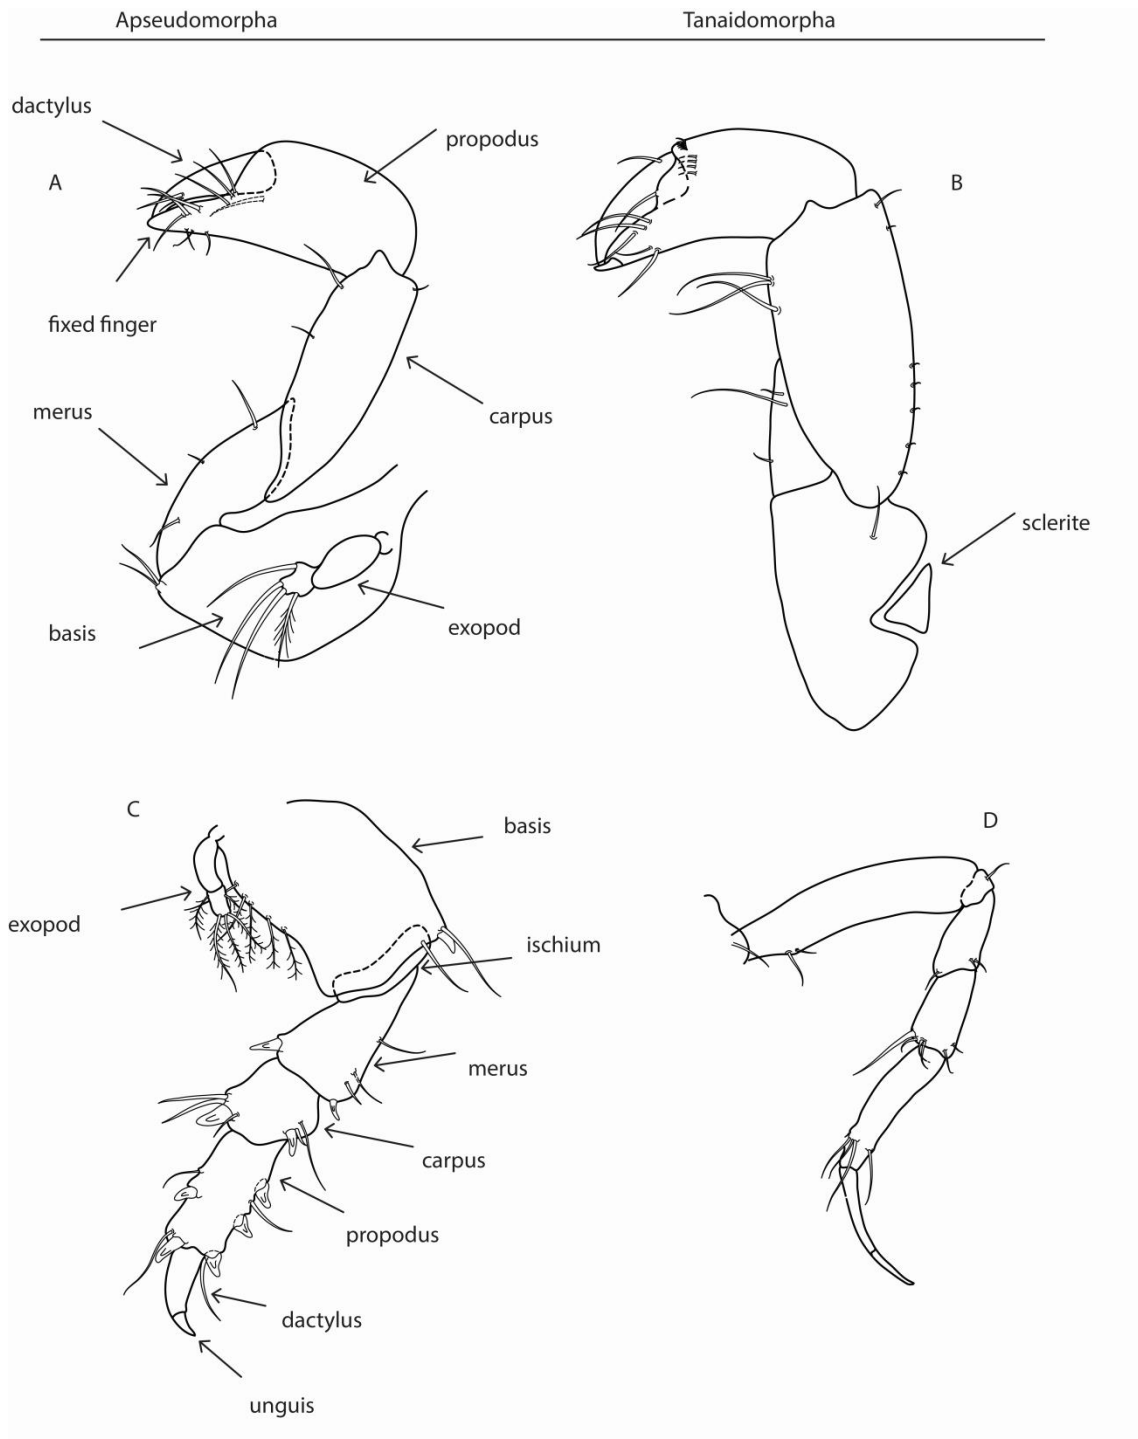 Apseudomorpha
Tanaidomorpha
dactylus
propodus
A
B
fixed finger
merus
carpus
sclerite
basis
exopod
C
basis
D
exopod
ischium
merus
carpus
propodus
dactylus
unguis